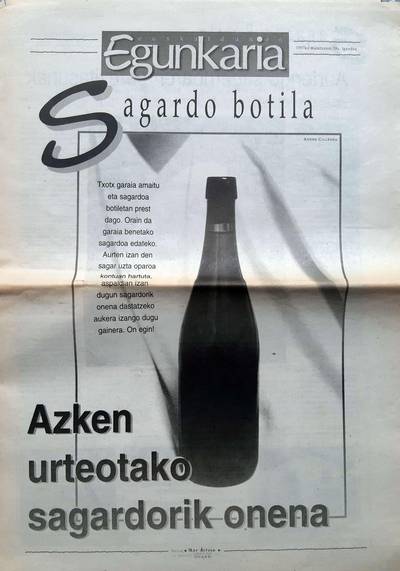 euskaldunon
Egunkaria
Sagardo botila
Txotx garaia amaitu
eta sagardoa
botiletan prest
dago. Orain da
garaia benetako
sagardoa edateko.
Aurten izan den
sagar uzta oparoa
kontuan hartuta,
aspaldian izan
dugun sagardorik
onena dastatzeko
aukera izango dugu
gainera. On egin!
Azken
urteotako
sagardorik onena